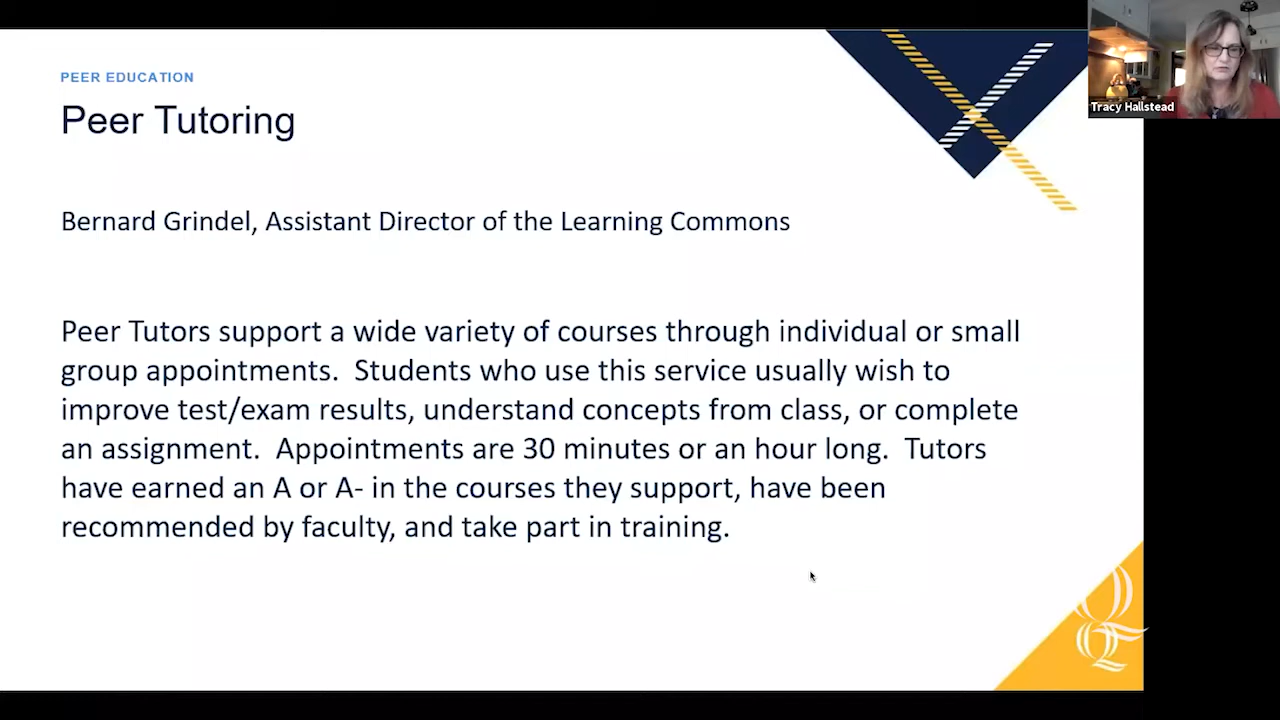 PEER EDUCATION
Peer Tutoring
Tracy Hallstead
Bernard Grindel, Assistant Director of the Learning Commons
Peer Tutors support a wide variety of courses through individual or small
group appointments.  Students who use this service usually wish to
improve test/exam results, understand concepts from class, or complete
an assignment.  Appointments are 30 minutes or an hour long.  Tutors
have earned an A or A- in the courses they support, have been
recommended by faculty, and take part in training.